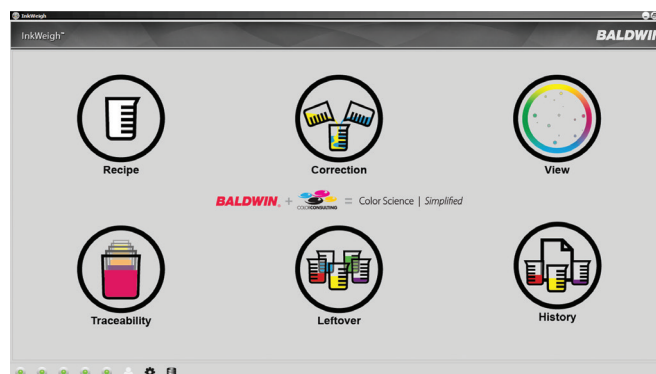 InkWeigh
InkWeigh™
BALDWIN
Recipe
Correction
View
BALDWIN. + COLORCONSULTING = Color Science | Simplified
Traceability
Leftover
History